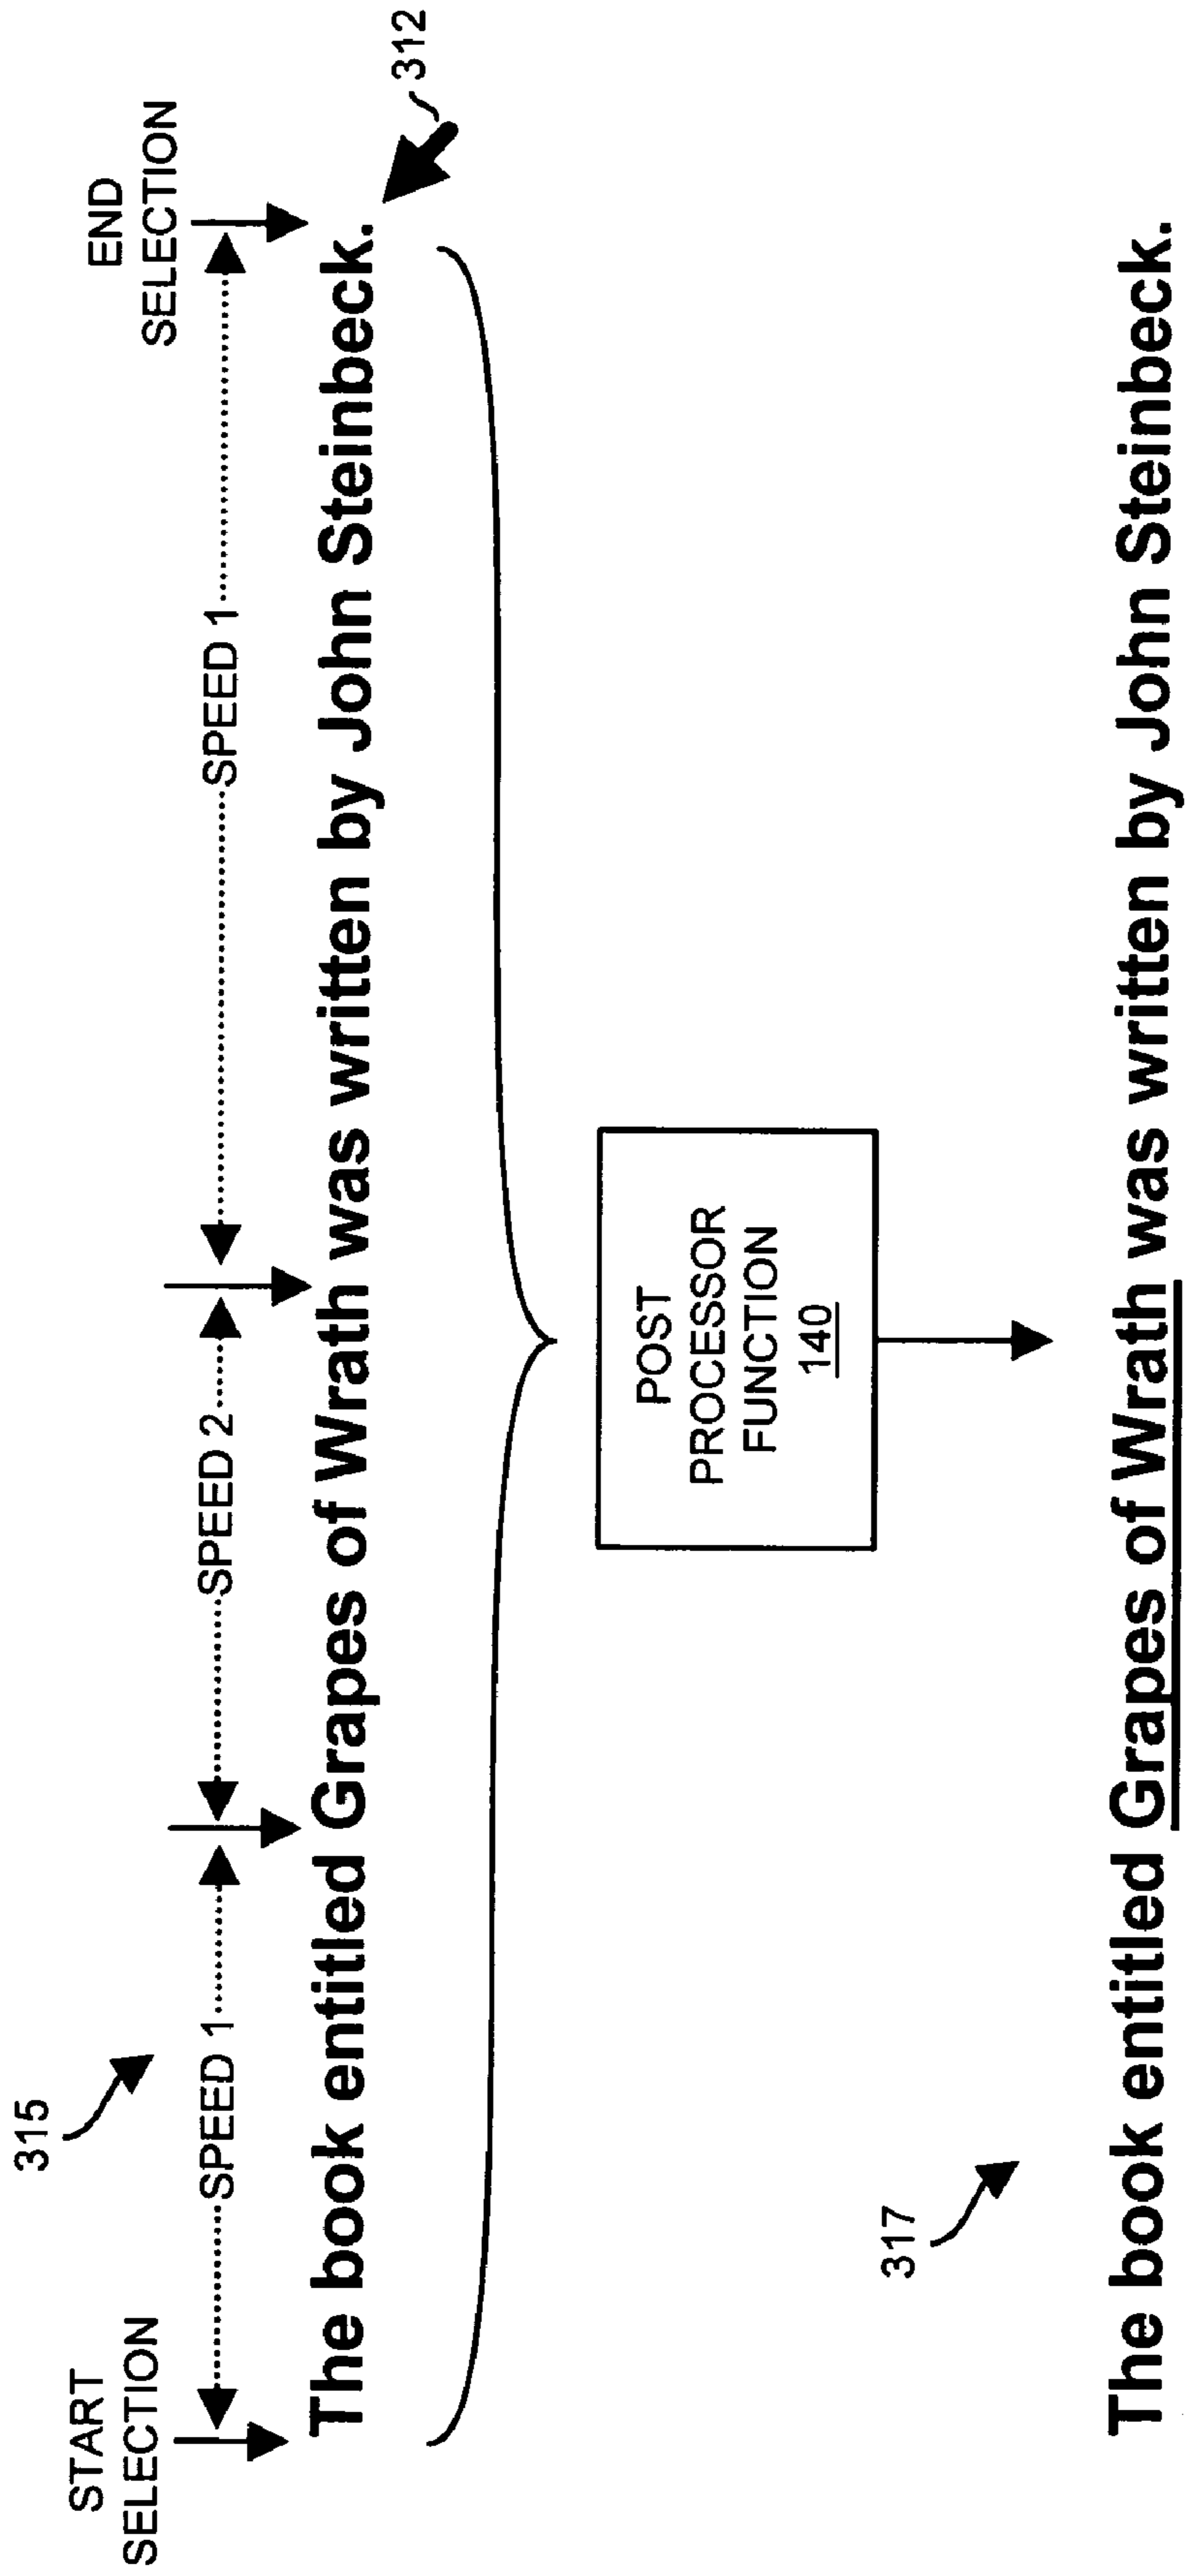 315
START
SELECTION
END
SELECTION
SPEED 1
SPEED 2
SPEED 1
The book entitled Grapes of Wrath was written by John Steinbeck.
312
POST
PROCESSOR
FUNCTION
140
317
The book entitled Grapes of Wrath was written by John Steinbeck.